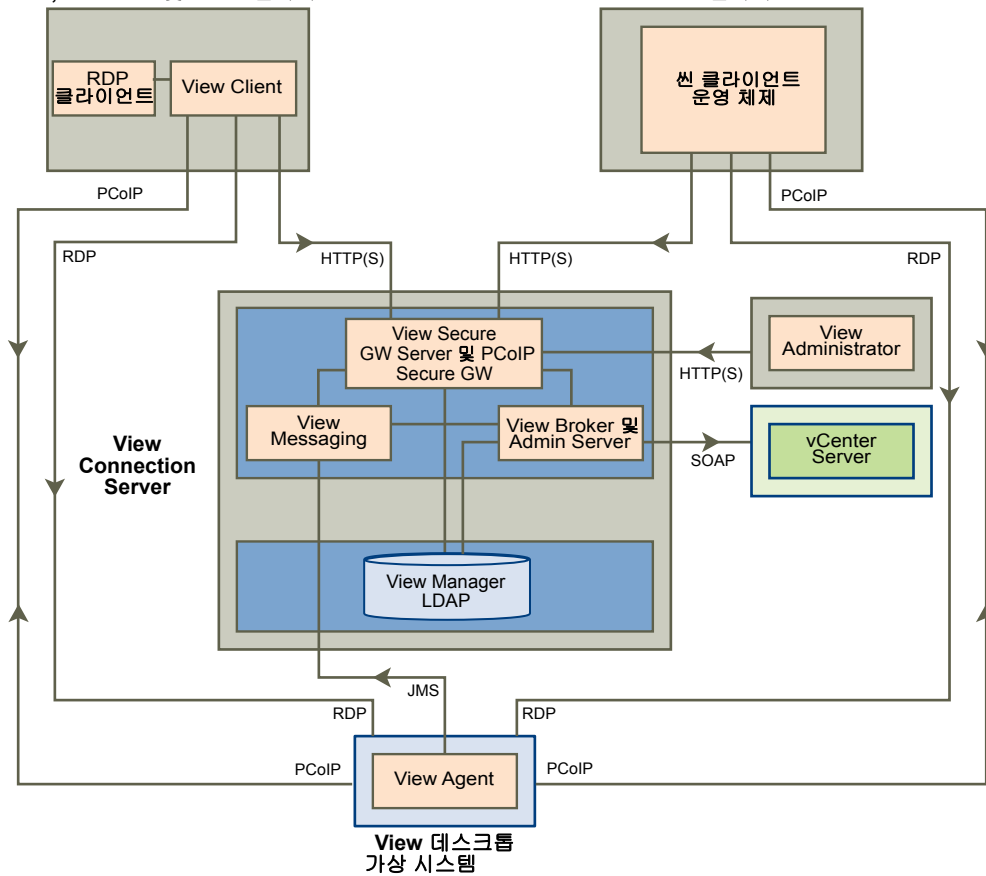 RDP
클라이언트
View Client
씬 클라이언트
운영 체제
PCoIP
PCoIP
RDP
HTTP(S)
HTTP(S)
RDP
View Secure
GW Server 및 PCoIP
Secure GW
View
Administrator
HTTP(S)
View
Messaging
View Broker 및
Admin Server
View
Connection
Server
SOAP
vCenter
Server
View Manager
LDAP
JMS
RDP
RDP
PCoIP
View Agent
PCoIP
View 데스크톱
가상 시스템